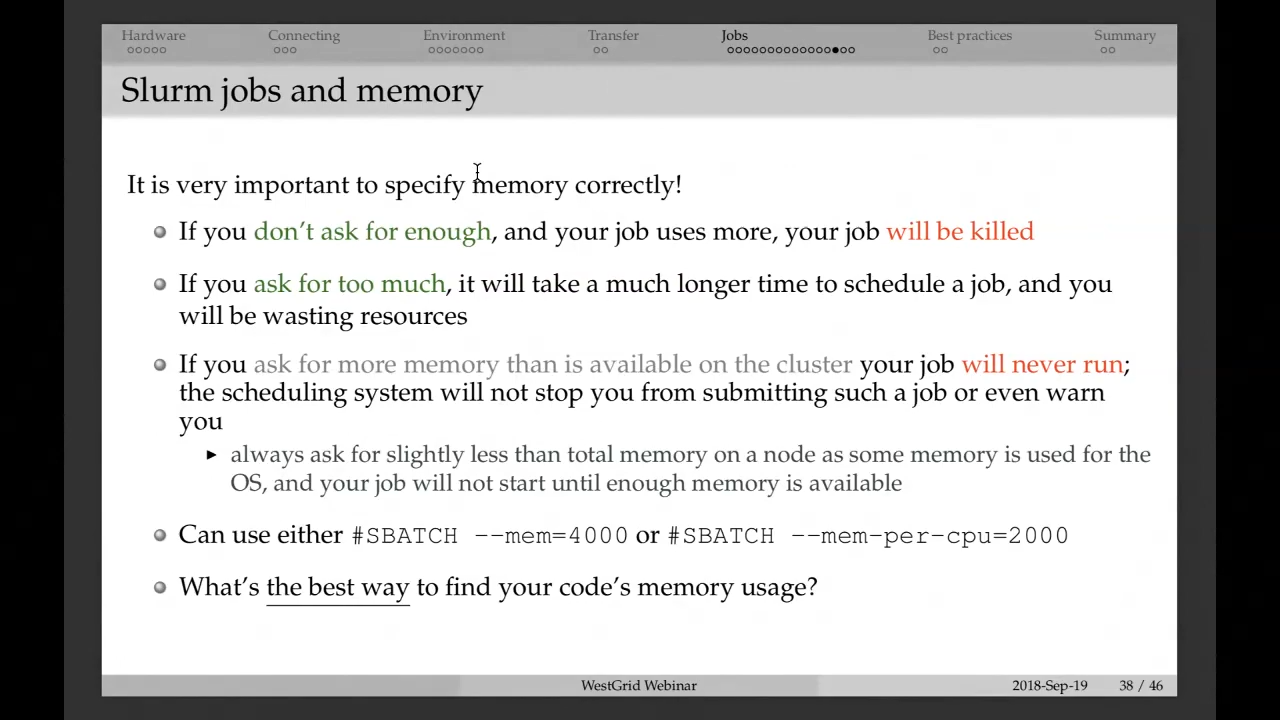 Hardware Connecting Environment Transfer Jobs Best practices Summary
Slurm jobs and memory
It is very important to specify memory correctly!
If you don't ask for enough, and your job uses more, your job will be killed
If you ask for too much, it will take a much longer time to schedule a job, and you
will be wasting resources
If you ask for more memory than is available on the cluster your job will never run;
the scheduling system will not stop you from submitting such a job or even warn
you
always ask for slightly less than total memory on a node as some memory is used for the
OS, and your job will not start until enough memory is available
Can use either #SBATCH --mem=4000 or #SBATCH --mem-per-cpu=2000
What's the best way to find your code's memory usage?
WestGrid Webinar 2018-Sep-19 38 / 46